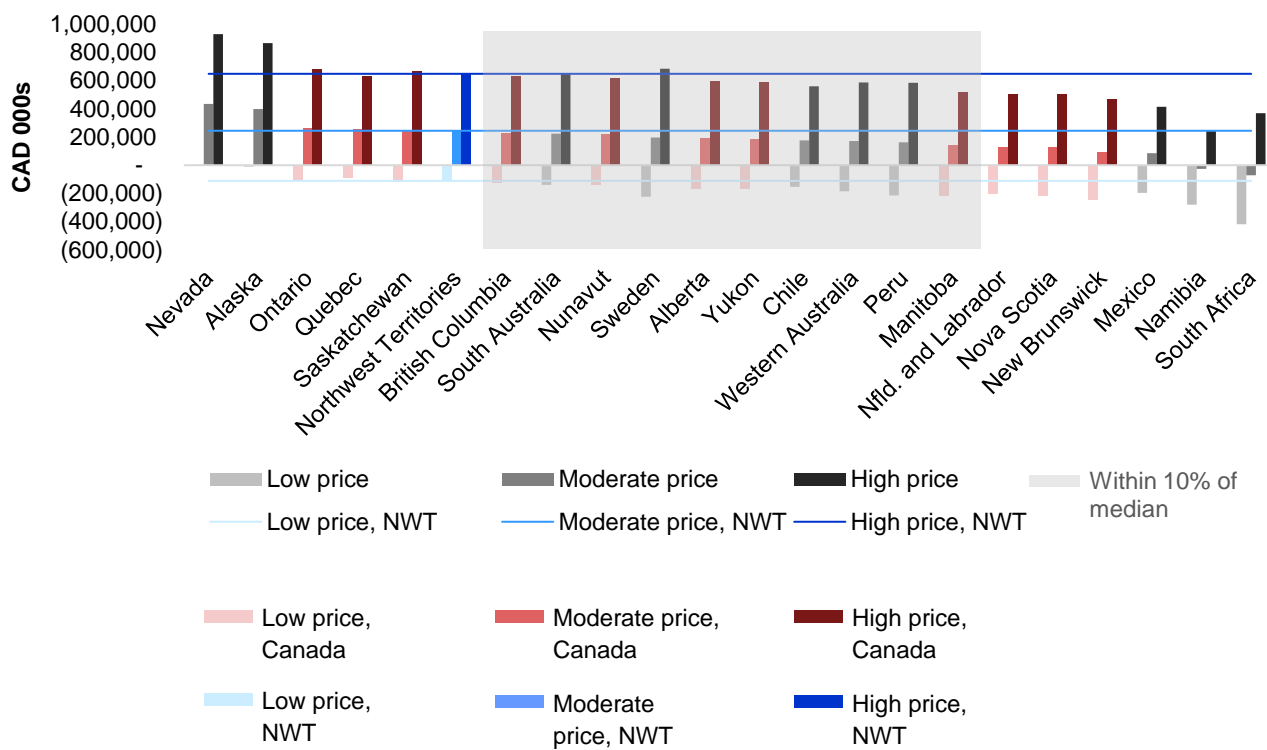 CAD 000s
1,000,000
800,000
600,000
400,000
200,000
-
(200,000)
(400,000)
(600,000)
Nevada
Alaska
Ontario
Quebec
Saskatchewan
Northwest Territories
British Columbia
South Australia
Nunavut
Sweden
Alberta
Yukon
Chile
Western Australia
Peru
Manitoba
Nfld. and Labrador
Nova Scotia
New Brunswick
Mexico
Namibia
South Africa
Low price
Moderate price
High price
Within 10% of
median
Low price, NWT
Moderate price, NWT
High price, NWT
Low price,
Canada
Moderate price,
Canada
High price,
Canada
Low price,
NWT
Moderate
price, NWT
High price,
NWT